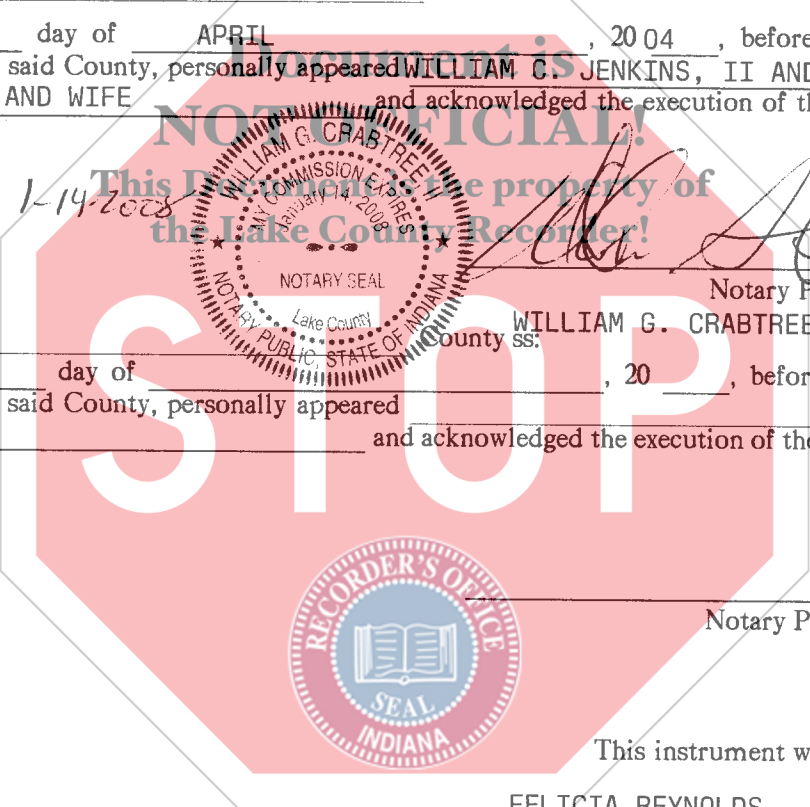 day of APRIL, 2004, before
said County, personally appeared WILLIAM C. JENKINS, II AND
AND WIFE and acknowledged the execution of th
Document is
NOT OFFICIAL!
This Document is the property of
the Lake County Recorder!
1-14-2008
WILLIAM G. CRABTREE II
MY COMMISSION EXPIRES
January 14, 2008
NOTARY SEAL
Lake County
NOTARY PUBLIC, STATE OF INDIANA
Notary P
County ss: WILLIAM G. CRABTREE
day of , 20 , befor
said County, personally appeared
and acknowledged the execution of the
STOP
RECORDER'S OFFICE
SEAL
INDIANA
Notary P
This instrument w
FELICIA REYNOLDS